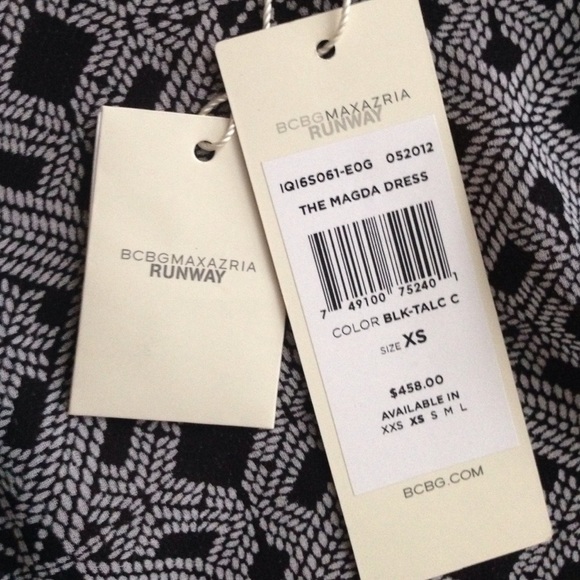 BCBGMAXAZRIA
RUNWAY
BCBGMAXAZRIA
RUNWAY
IQI6S061-E0G 052012
THE MAGDA DRESS
7 49100 75240 1
COLOR BLK-TALC C
SIZE XS
$458.00
AVAILABLE IN
XXS XS S M L
BCBG.COM